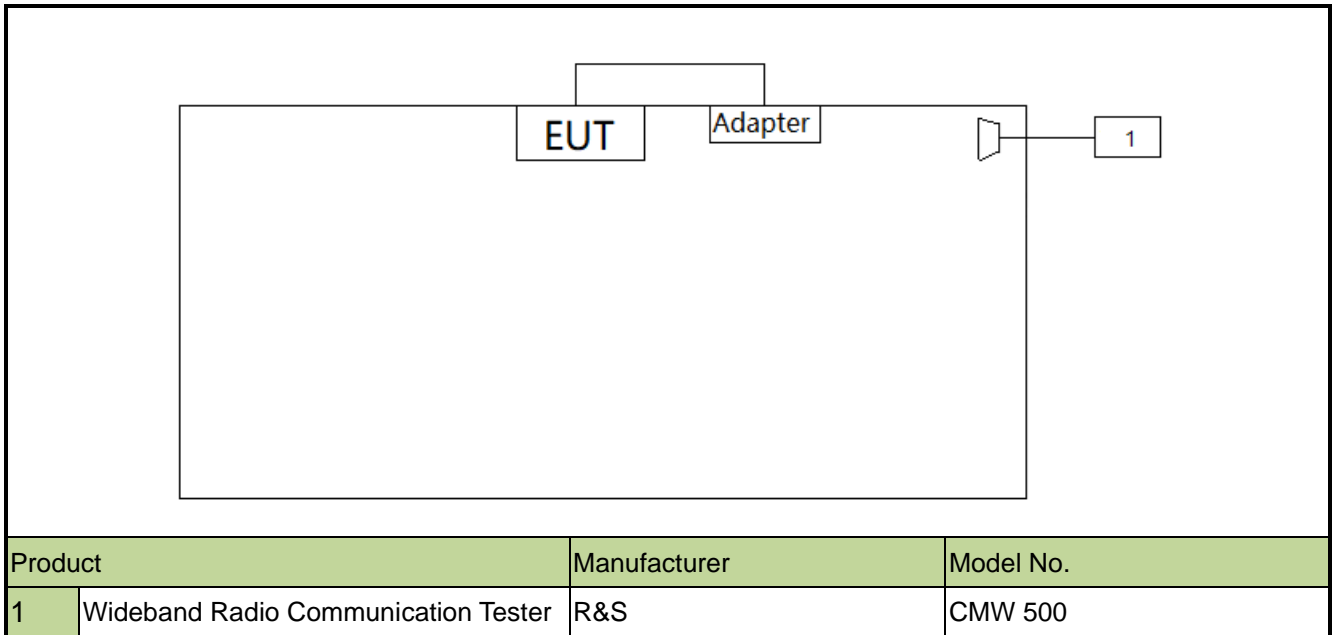 EUT
Adapter
1
Product Manufacturer Model No.
1 Wideband Radio Communication Tester R&S CMW 500